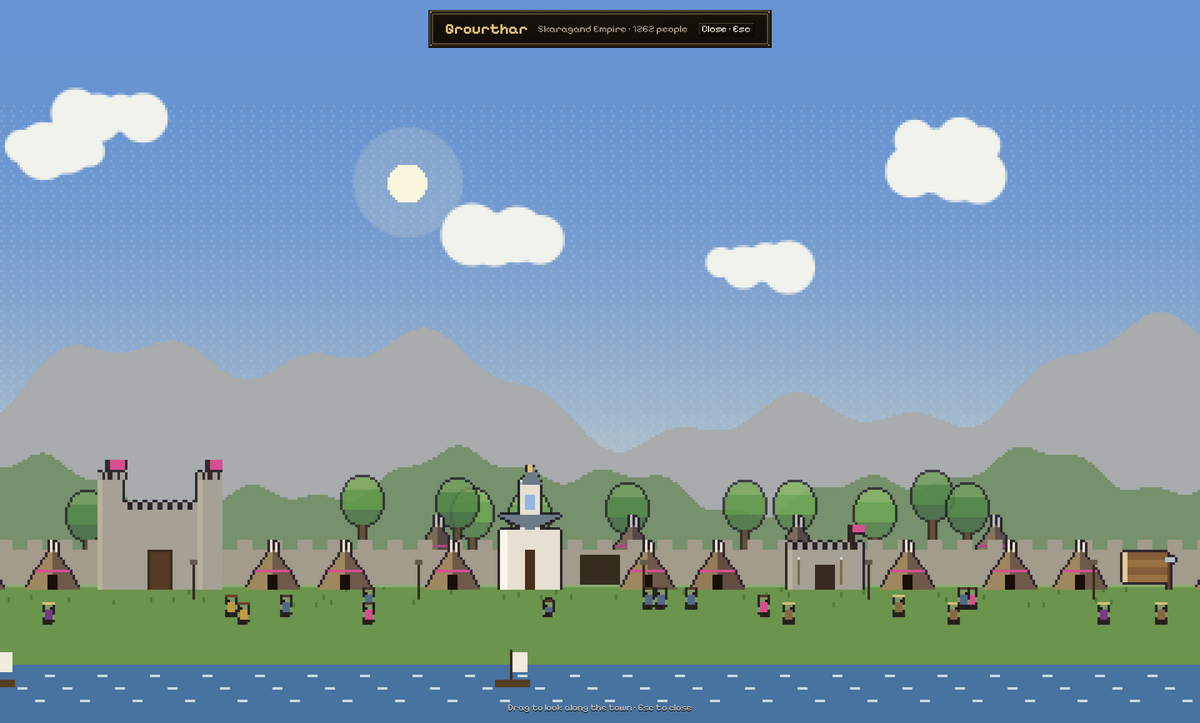 Grourthar Skaragand Empire · 1262 people Close · Esc
Drag to look along the town · Esc to close